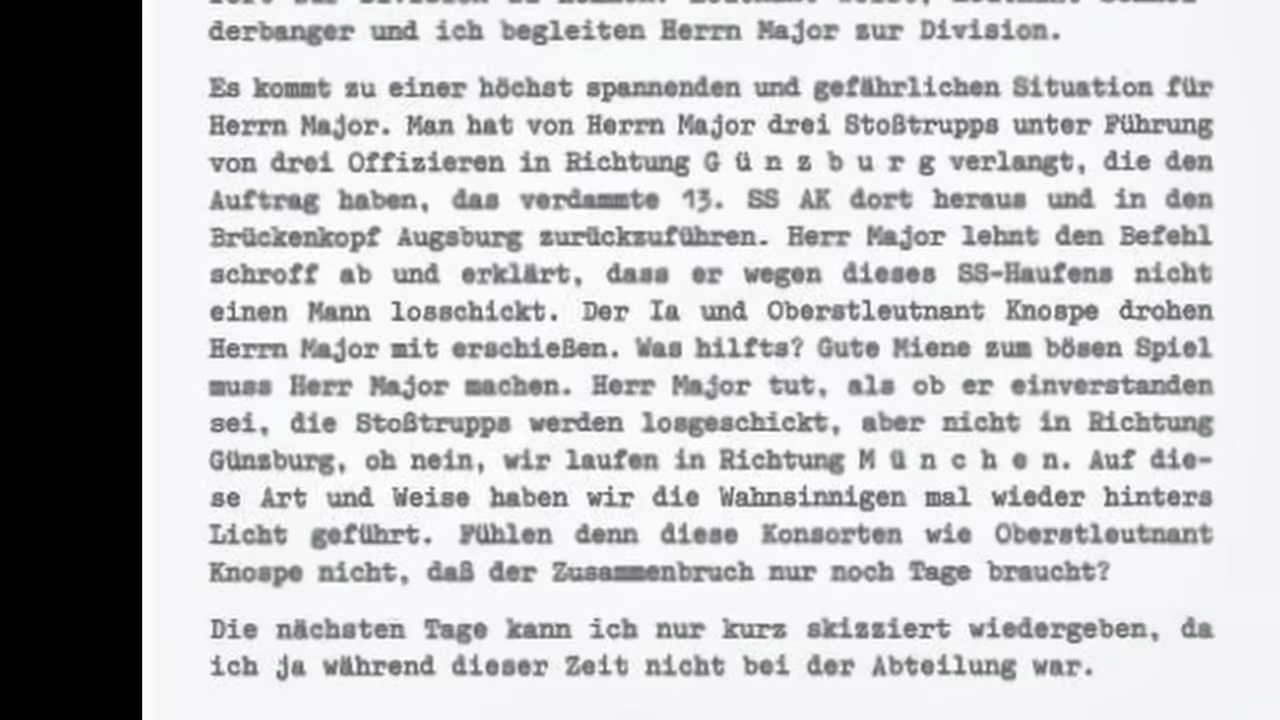 derbanger und ich begleiten Herrn Major zur Division.
Es kommt zu einer höchst spannenden und gefährlichen Situation für
Herrn Major. Man hat von Herrn Major drei Stoßtrupps unter Führung
von drei Offizieren in Richtung G ü n z b u r g verlangt, die den
Auftrag haben, das verdammte 13. SS AK dort heraus und in den
Brückenkopf Augsburg zurückzuführen. Herr Major lehnt den Befehl
schroff ab und erklärt, dass er wegen dieses SS-Haufens nicht
einen Mann losschickt. Der Ia und Oberstleutnant Knospe drohen
Herrn Major mit erschießen. Was hilfts? Gute Miene zum bösen Spiel
muss Herr Major machen. Herr Major tut, als ob er einverstanden
sei, die Stoßtrupps werden losgeschickt, aber nicht in Richtung
Günzburg, oh nein, wir laufen in Richtung M ü n c h e n. Auf die-
se Art und Weise haben wir die Wahnsinnigen mal wieder hinters
Licht geführt. Fühlen denn diese Konsorten wie Oberstleutnant
Knospe nicht, daß der Zusammenbruch nur noch Tage braucht?
Die nächsten Tage kann ich nur kurz skizziert wiedergeben, da
ich ja während dieser Zeit nicht bei der Abteilung war.